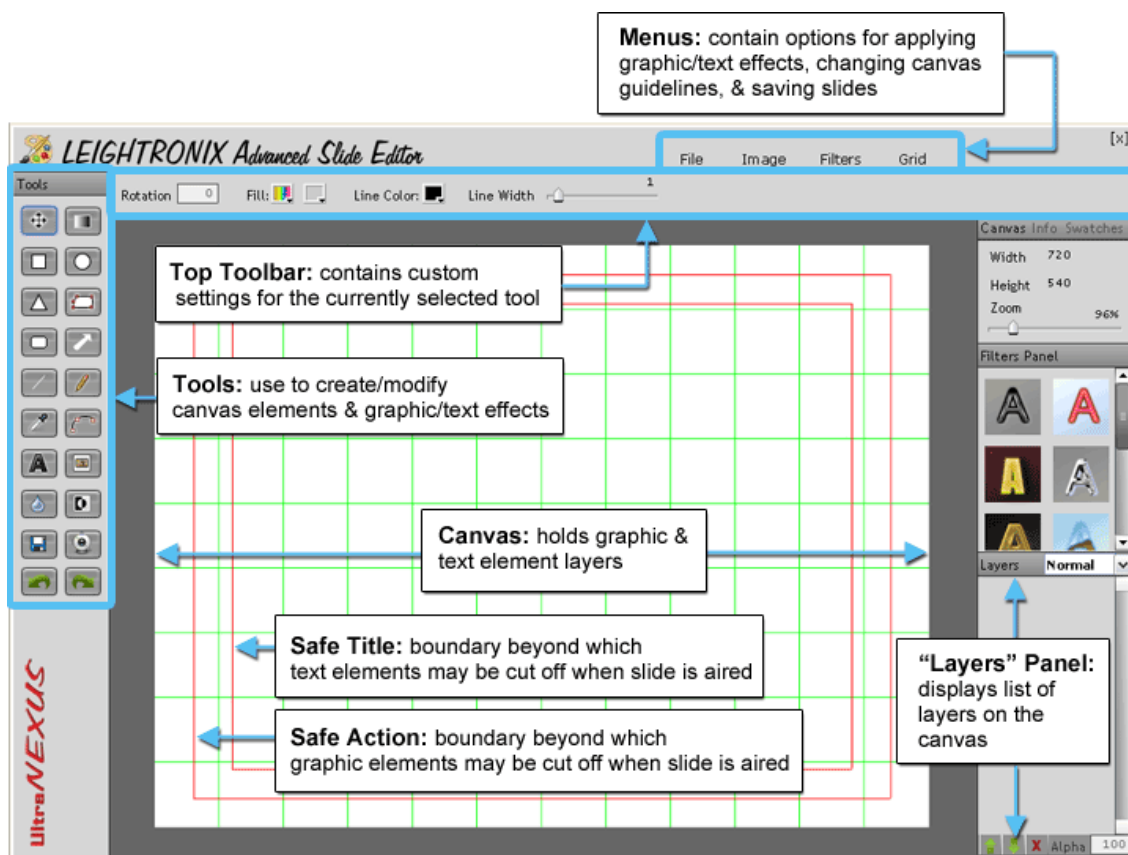 Menus: contain options for applying
graphic/text effects, changing canvas
guidelines, & saving slides
[x]
LEIGHTRONIX Advanced Slide Editor
File Image Filters Grid
Tools
Rotation 0 Fill: Line Color: Line Width 1
Canvas Info Swatches
Width 720
Height 540
Zoom 96%
Top Toolbar: contains custom
settings for the currently selected tool
Filters Panel
Tools: use to create/modify
canvas elements & graphic/text effects
A A
A A
A A
A
D
Canvas: holds graphic &
text element layers
Layers Normal
Safe Title: boundary beyond which
text elements may be cut off when slide is aired
"Layers" Panel:
displays list of
layers on the
canvas
Safe Action: boundary beyond which
graphic elements may be cut off when slide is aired
UltraNEXUS
X Alpha 100